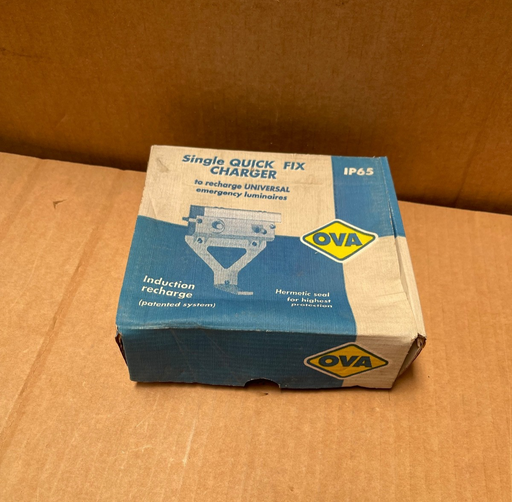 Single QUICK FIX
CHARGER
to recharge UNIVERSAL
emergency luminaires
IP65
OVA
Induction
recharge
(patented system)
Hermetic seal
for highest
protection
OVA